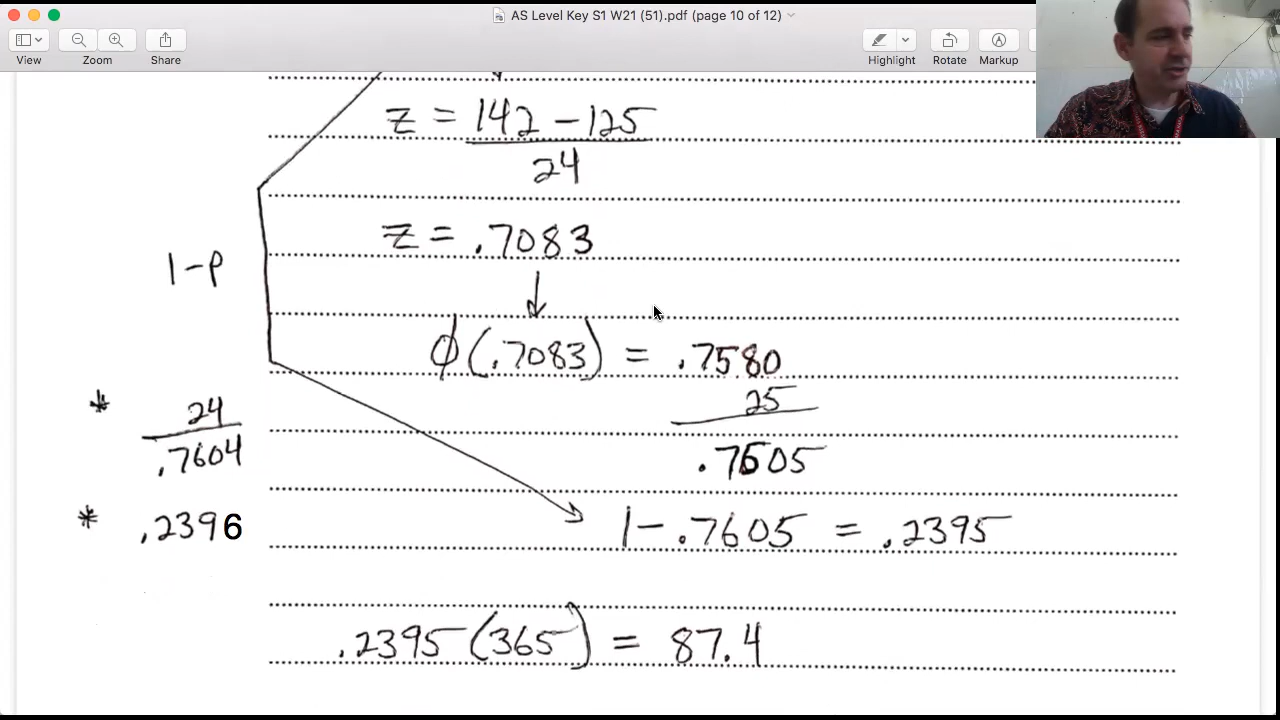 AS Level Key S1 W21 (51).pdf (page 10 of 12)
View Zoom Share Highlight Rotate Markup
z = 142 - 125
24
z = .7083
1-p
φ(.7083) = .7580
* 24 25
.7604 .7605
* .2396 1 - .7605 = .2395
.2395(365) = 87.4